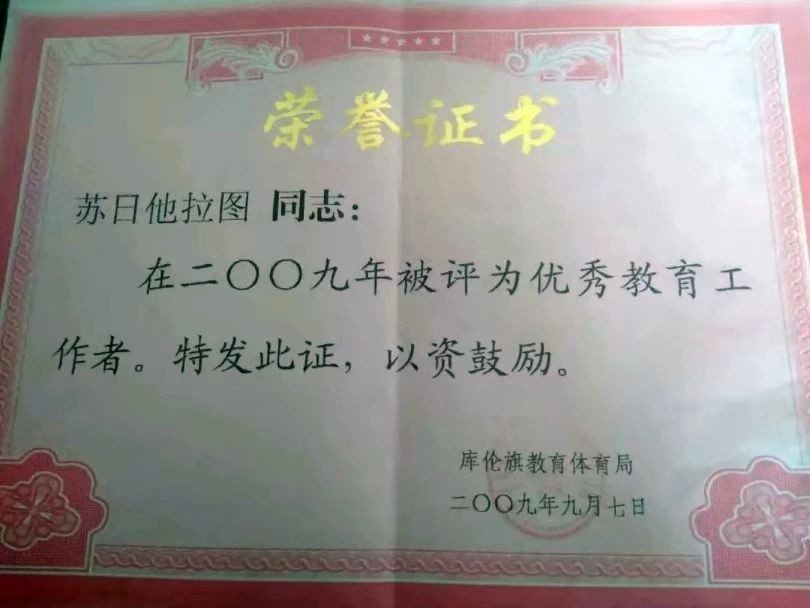 荣誉证书
苏日他拉图 同志：
在二〇〇九年被评为优秀教育工
作者。特发此证，以资鼓励。
库伦旗教育体育局
二〇〇九年九月七日